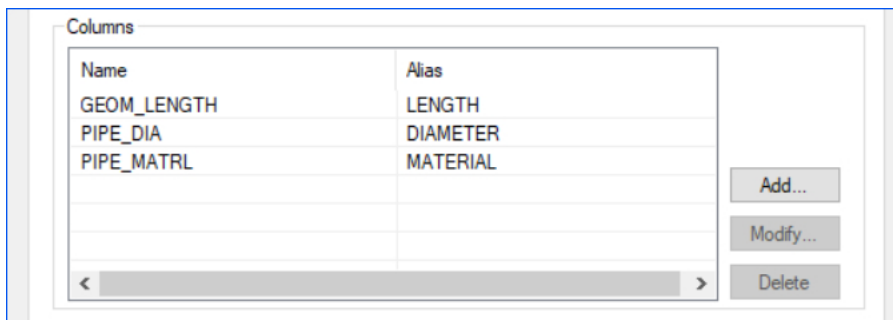 Columns
Name Alias
GEOM_LENGTH LENGTH
PIPE_DIA DIAMETER
PIPE_MATRL MATERIAL
Add...
Modify...
Delete